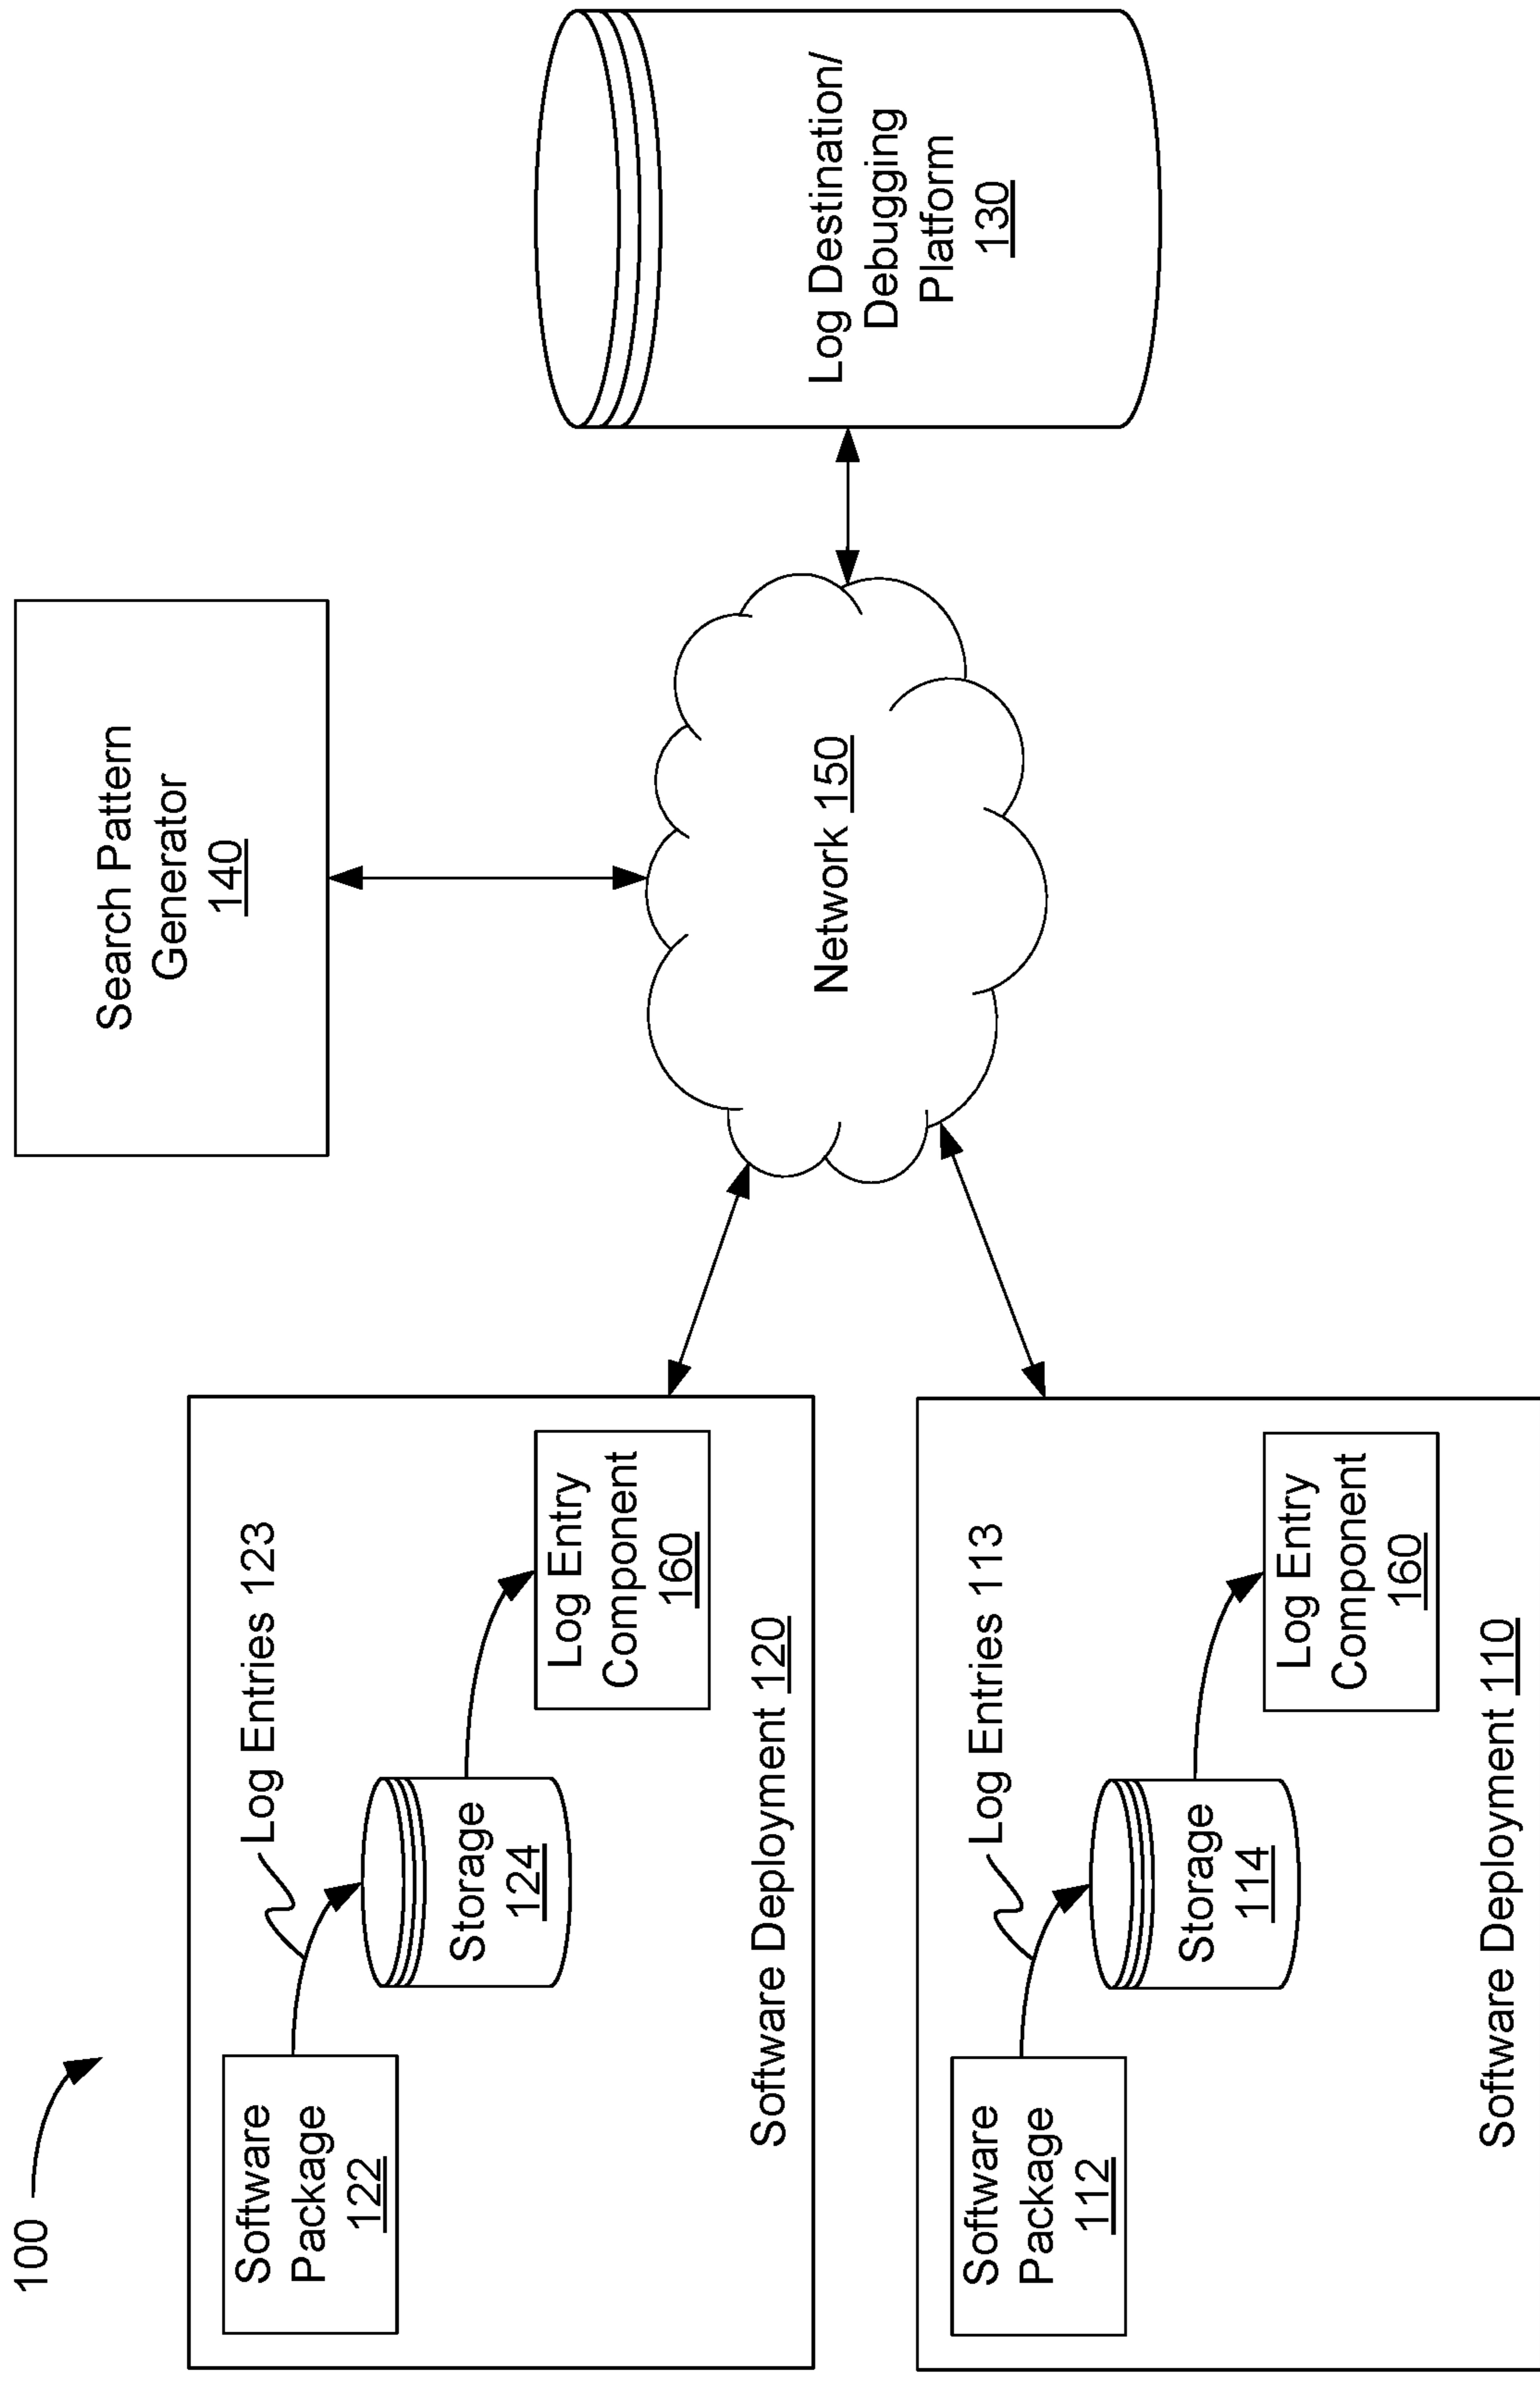 100
Software
Package
122
Log Entries 123
Storage
124
Log Entry
Component
160
Software Deployment 120
Software
Package
112
Log Entries 113
Storage
114
Log Entry
Component
160
Software Deployment 110
Search Pattern
Generator
140
Network 150
Log Destination/
Debugging
Platform
130